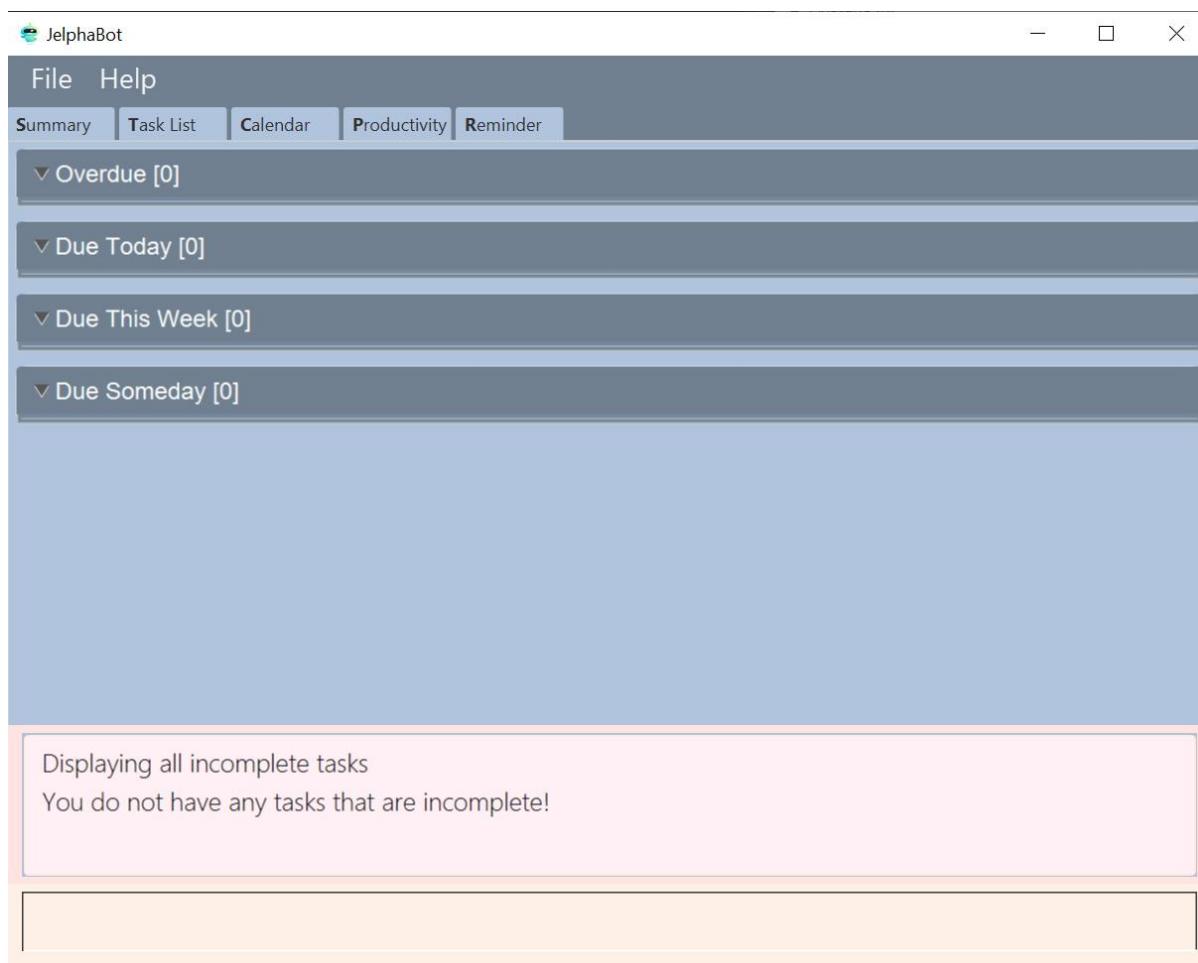 JelphaBot
File Help
Summary Task List Calendar Productivity Reminder
Overdue [0]
Due Today [0]
Due This Week [0]
Due Someday [0]
Displaying all incomplete tasks
You do not have any tasks that are incomplete!